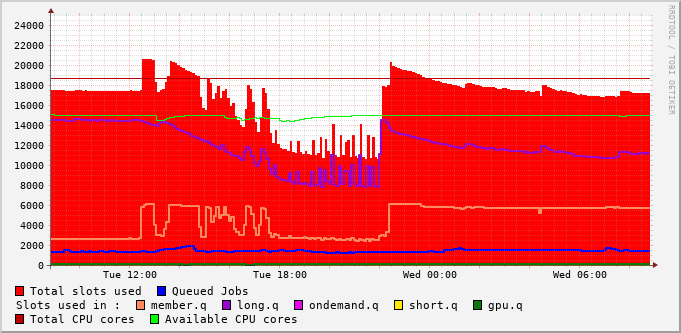 24000
22000
20000
18000
16000
14000
12000
10000
8000
6000
4000
2000
0
Tue 12:00 Tue 18:00 Wed 00:00 Wed 06:00
RRDTOOL / TOBI OETIKER
Total slots used Queued Jobs
Slots used in : member.q long.q ondemand.q short.q gpu.q
Total CPU cores Available CPU cores